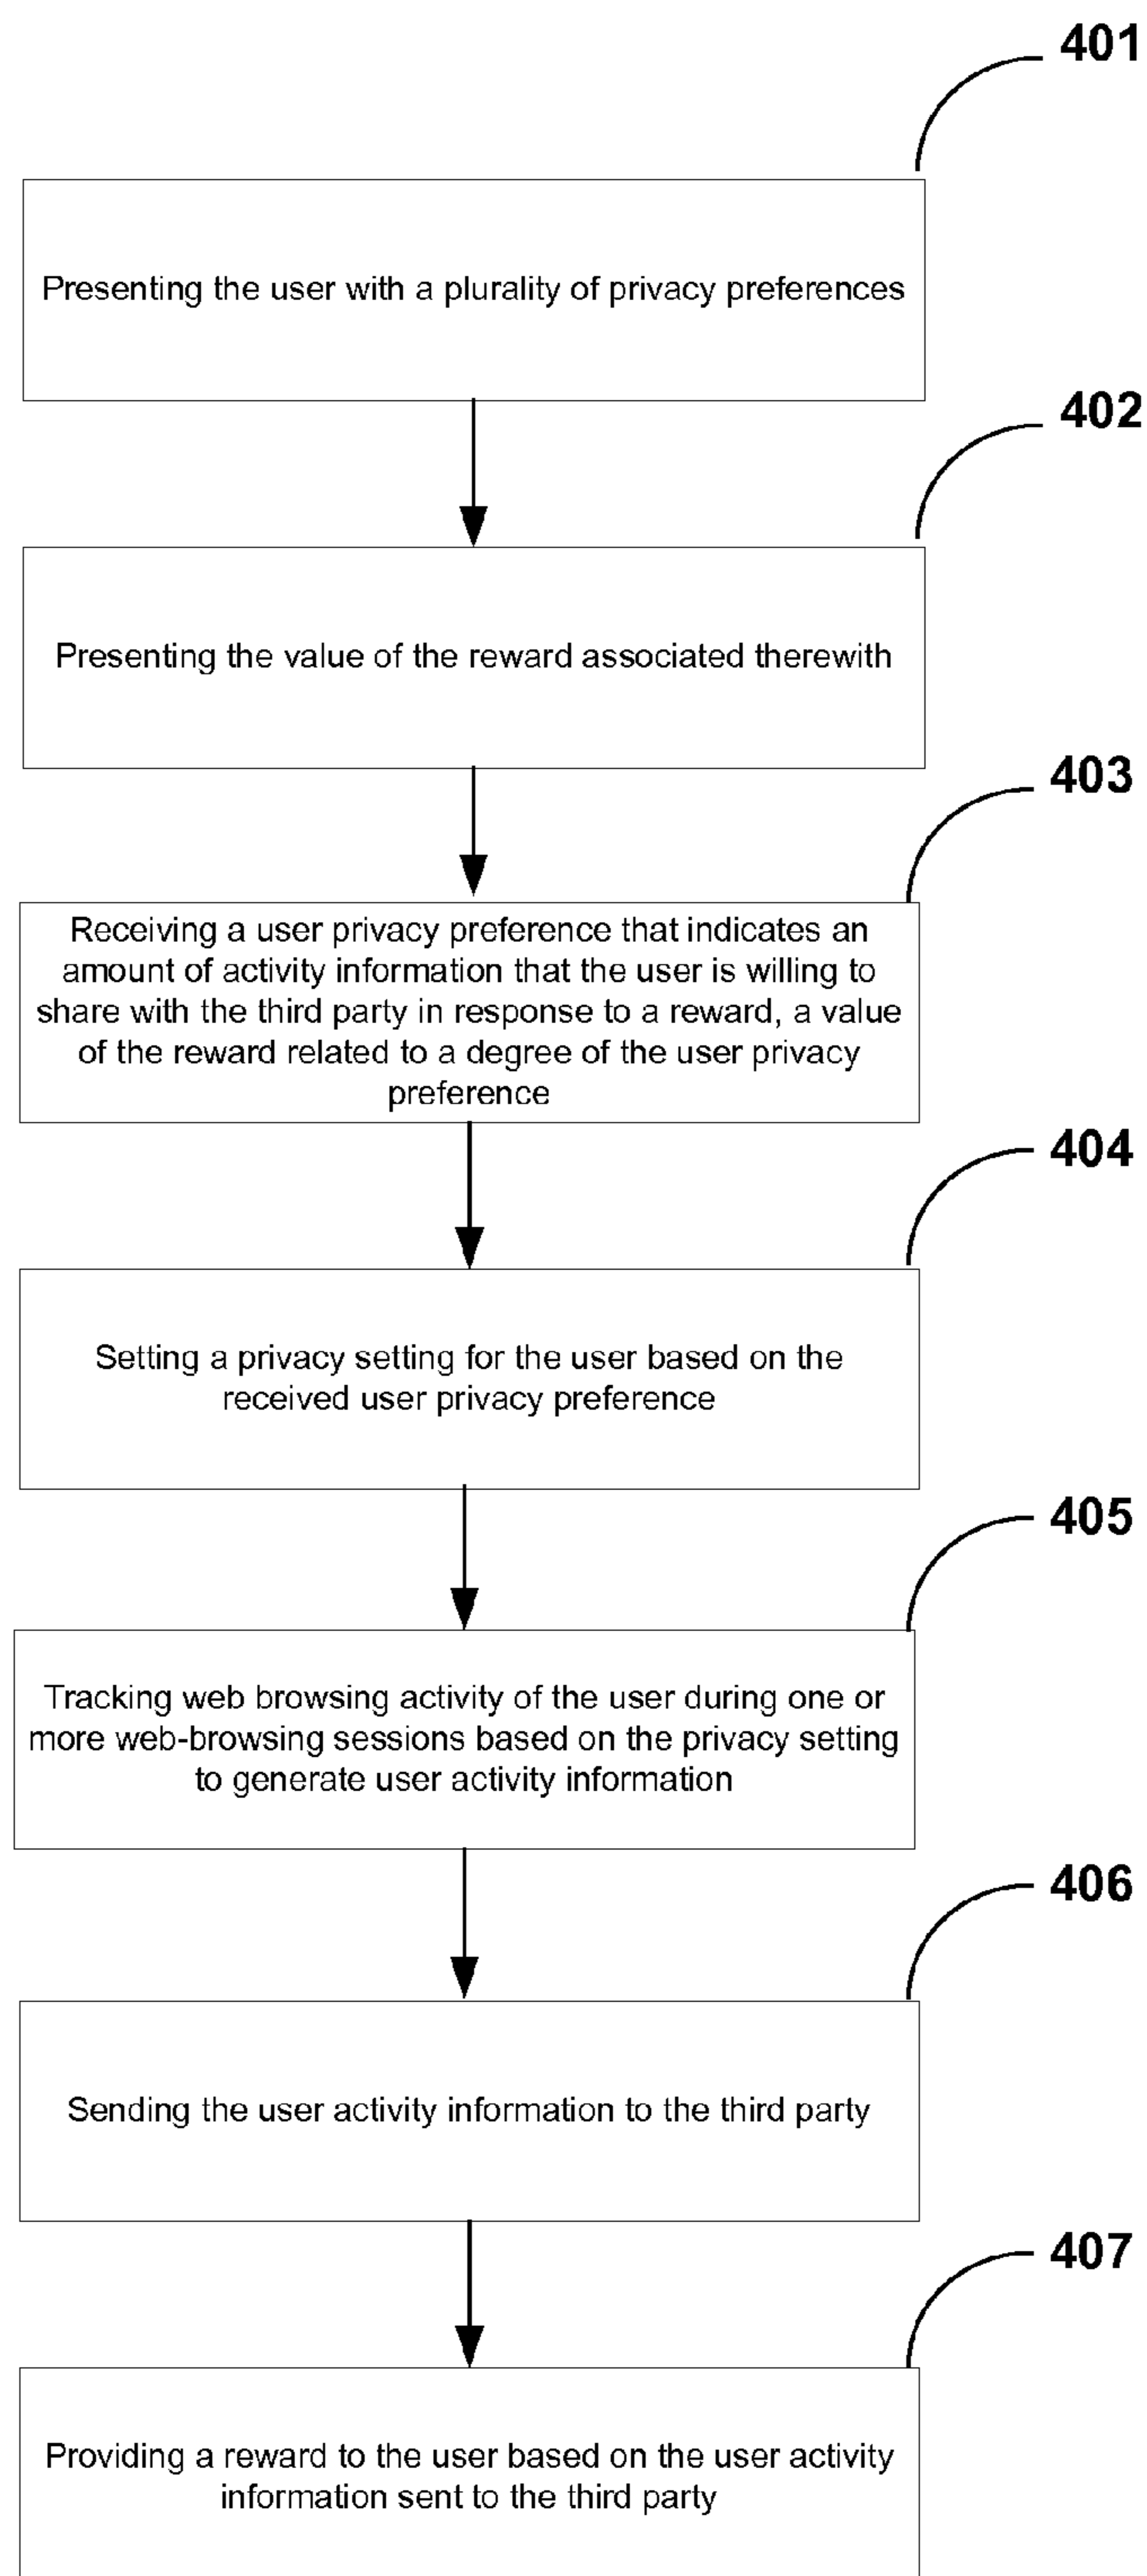 401
Presenting the user with a plurality of privacy preferences
402
Presenting the value of the reward associated therewith
403
Receiving a user privacy preference that indicates an
amount of activity information that the user is willing to
share with the third party in response to a reward, a value
of the reward related to a degree of the user privacy
preference
404
Setting a privacy setting for the user based on the
received user privacy preference
405
Tracking web browsing activity of the user during one or
more web-browsing sessions based on the privacy setting
to generate user activity information
406
Sending the user activity information to the third party
407
Providing a reward to the user based on the user activity
information sent to the third party